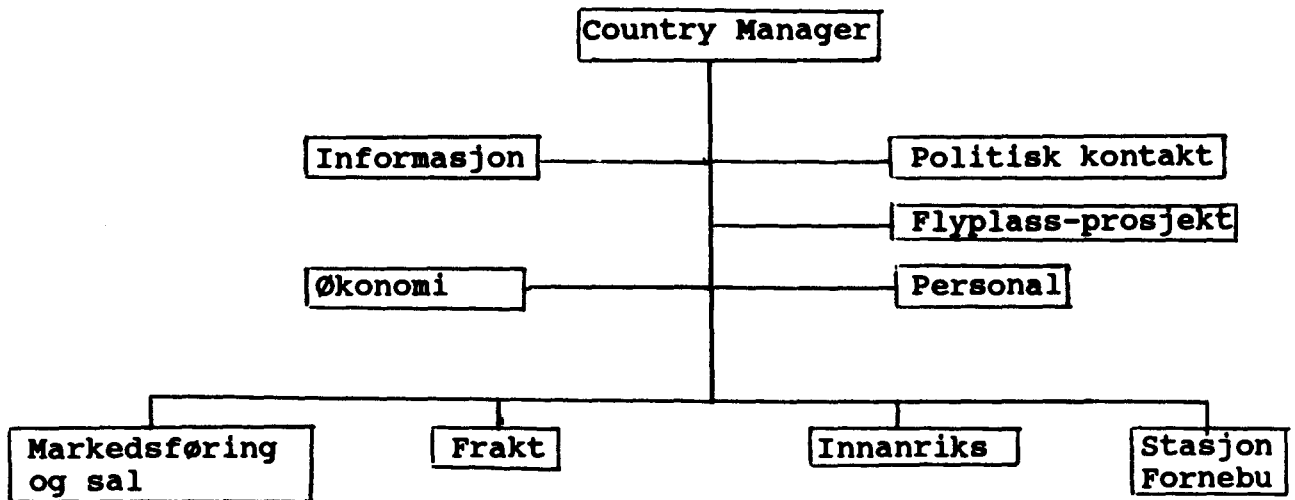 Country Manager
Informasjon
Politisk kontakt
Flyplass-prosjekt
Økonomi
Personal
Markedsføring
og sal
Frakt
Innanriks
Stasjon
Fornebu